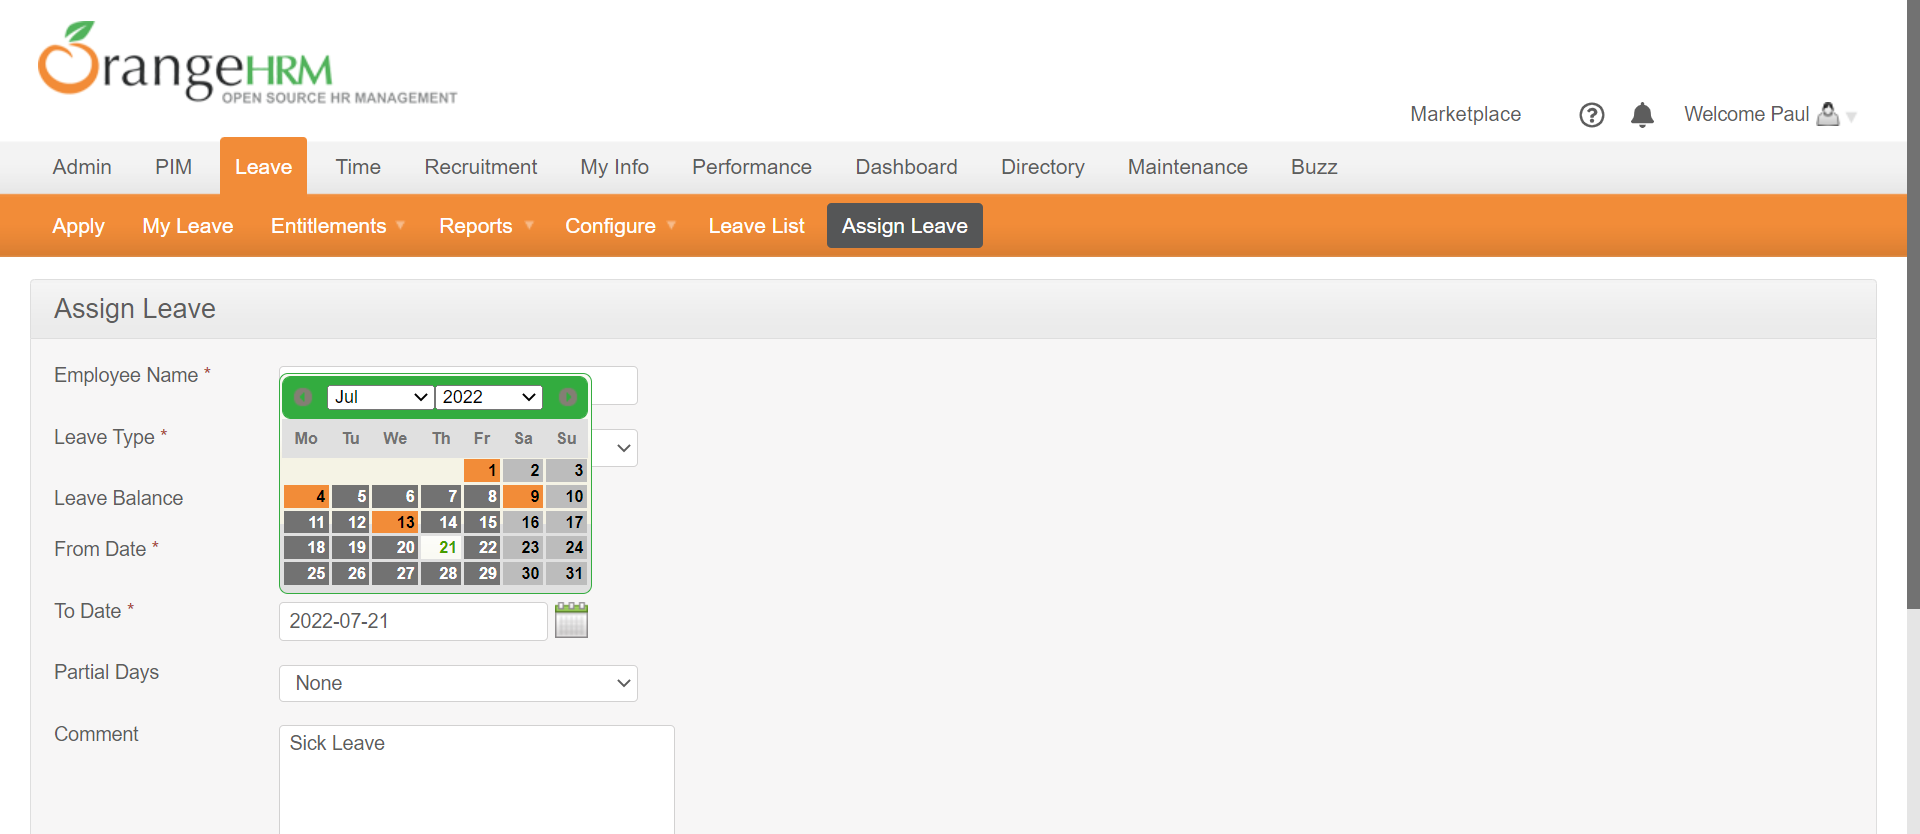 OrangeHRM
OPEN SOURCE HR MANAGEMENT
Marketplace ? Welcome Paul
Admin PIM Leave Time Recruitment My Info Performance Dashboard Directory Maintenance Buzz
Apply My Leave Entitlements Reports Configure Leave List Assign Leave
Assign Leave
Employee Name *
Jul 2022
Mo Tu We Th Fr Sa Su
Leave Type *
1 2 3
4 5 6 7 8 9 10
Leave Balance
11 12 13 14 15 16 17
18 19 20 21 22 23 24
From Date *
25 26 27 28 29 30 31
To Date *
2022-07-21
Partial Days
None
Comment
Sick Leave